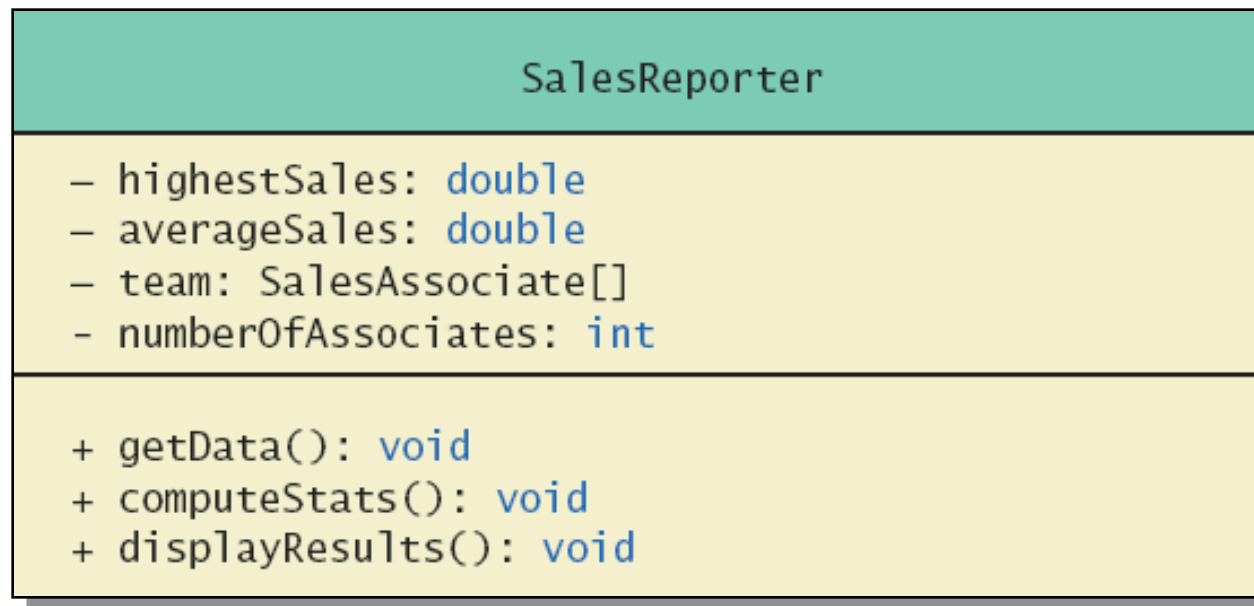 SalesReporter
– highestSales: double
– averageSales: double
– team: SalesAssociate[]
- numberOfAssociates: int
+ getData(): void
+ computeStats(): void
+ displayResults(): void